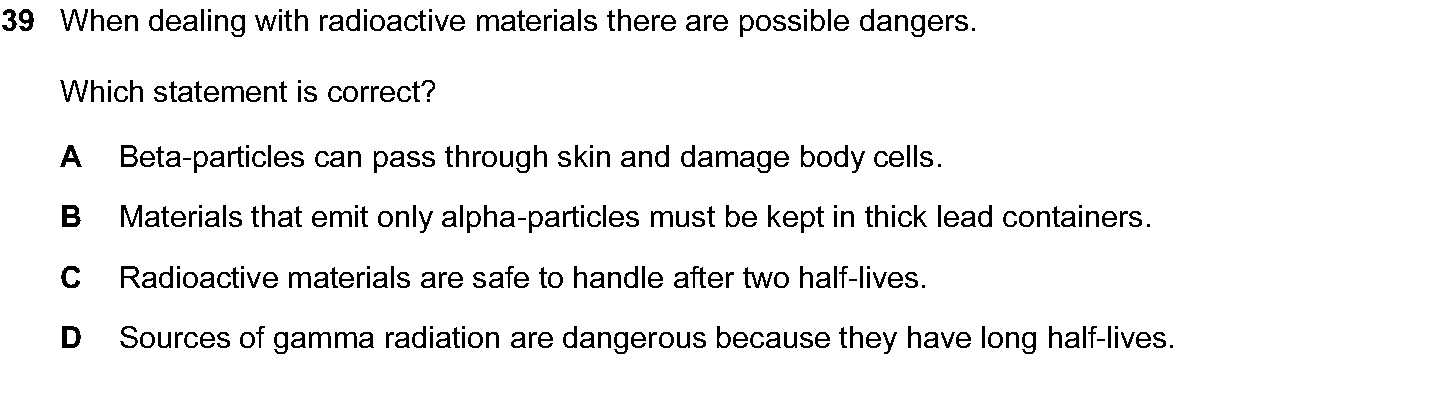 39 When dealing with radioactive materials there are possible dangers.
Which statement is correct?
A Beta-particles can pass through skin and damage body cells.
B Materials that emit only alpha-particles must be kept in thick lead containers.
C Radioactive materials are safe to handle after two half-lives.
D Sources of gamma radiation are dangerous because they have long half-lives.